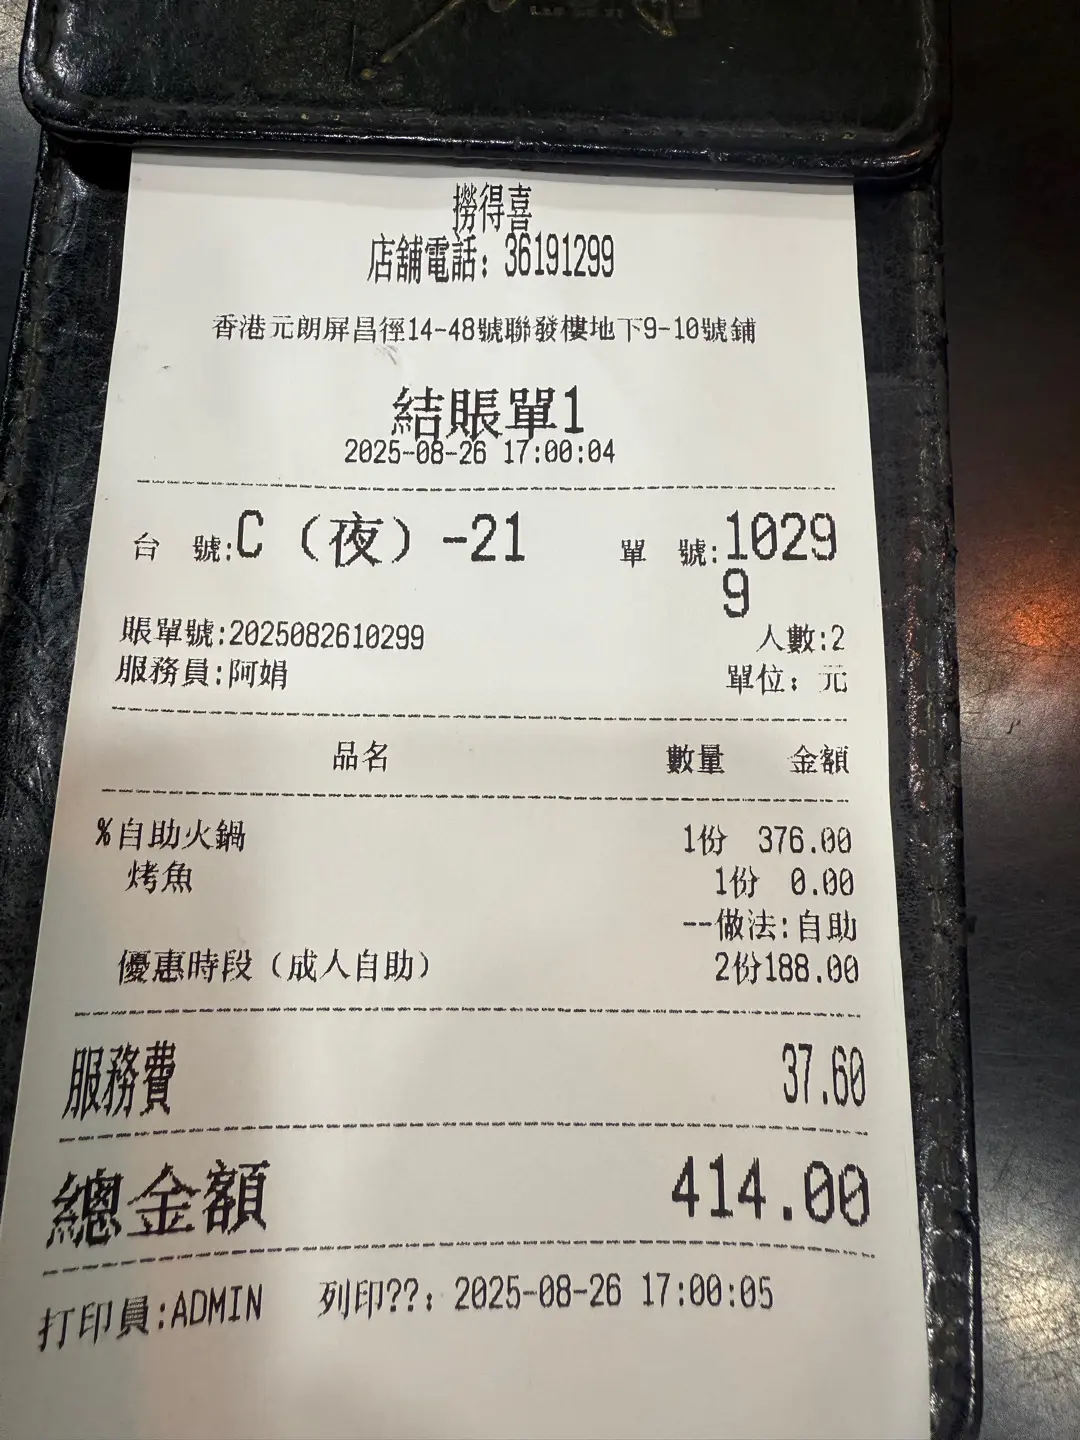 撈得喜
店舖電話：36191299
香港元朗屏昌徑14-48號聯發樓地下9-10號鋪
結賬單1
2025-08-26 17:00:04
台 號:C（夜）-21 單 號:1029
9
賬單號:2025082610299 人數:2
服務員:阿娟 單位：元
品名 數量 金額
%自助火鍋 1份 376.00
烤魚 1份 0.00
--做法:自助
優惠時段（成人自助） 2份188.00
服務費 37.60
總金額 414.00
打印員:ADMIN 列印??：2025-08-26 17:00:05